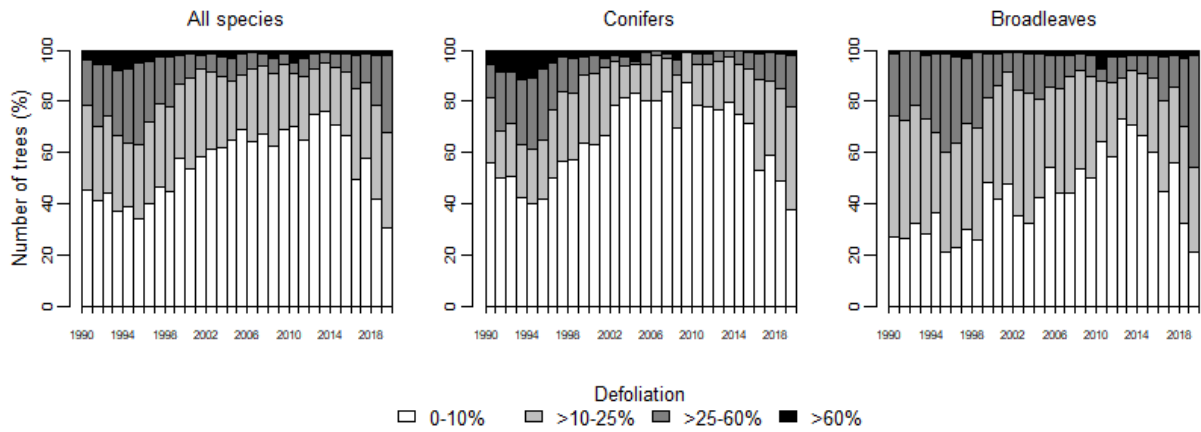 All species
Conifers
Broadleaves
Number of trees (%)
0 20 40 60 80 100
0 20 40 60 80 100
0 20 40 60 80 100
1990 1994 1998 2002 2006 2010 2014 2018
1990 1994 1998 2002 2006 2010 2014 2018
1990 1994 1998 2002 2006 2010 2014 2018
Defoliation
0-10% >10-25% >25-60% >60%